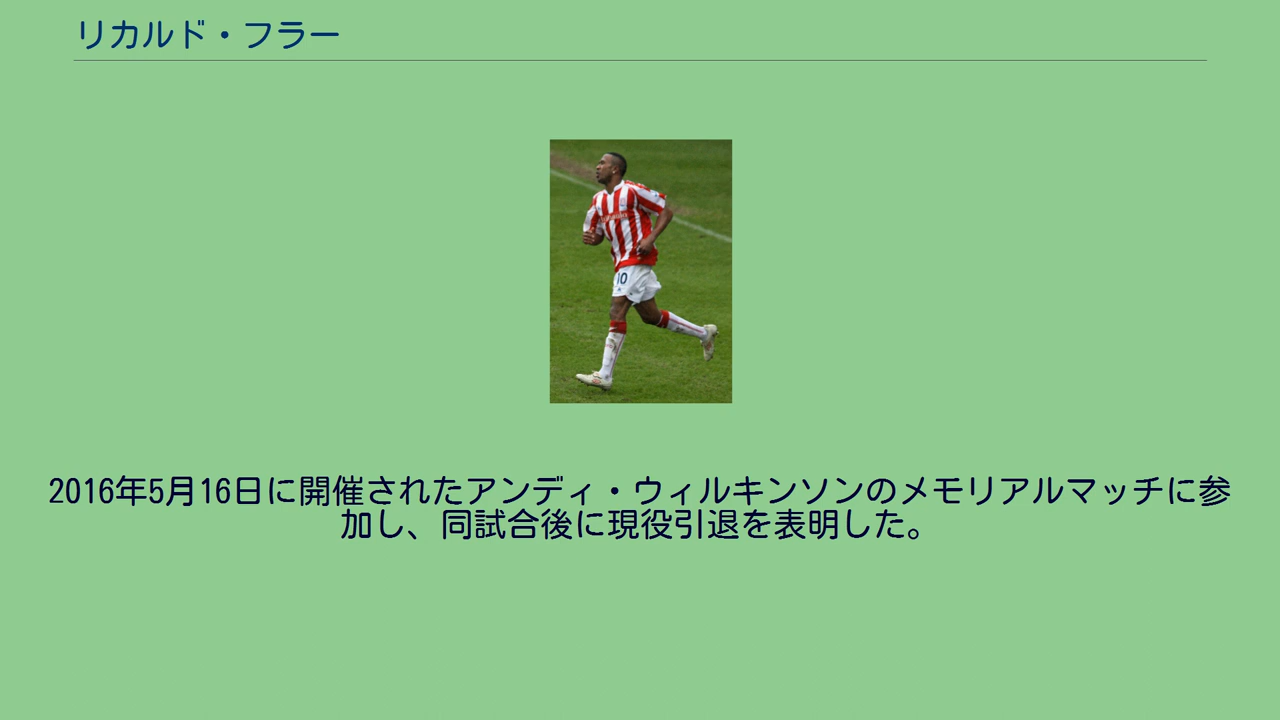 リカルド・フラー
10
2016年5月16日に開催されたアンディ・ウィルキンソンのメモリアルマッチに参
加し、同試合後に現役引退を表明した。